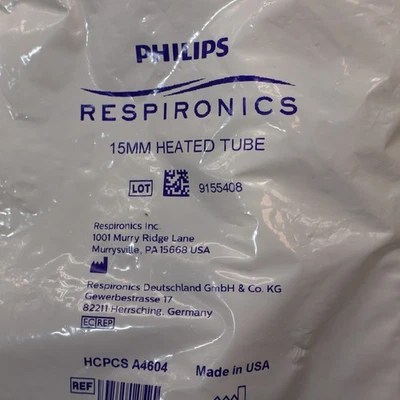 PHILIPS
RESPIRONICS
15MM HEATED TUBE
LOT 9155408
Respironics Inc.
1001 Murry Ridge Lane
Murrysville, PA 15668 USA
Respironics Deutschland GmbH & Co. KG
Gewerbestrasse 17
82211 Herrsching, Germany
EC REP
HCPCS A4604 Made in USA
REF